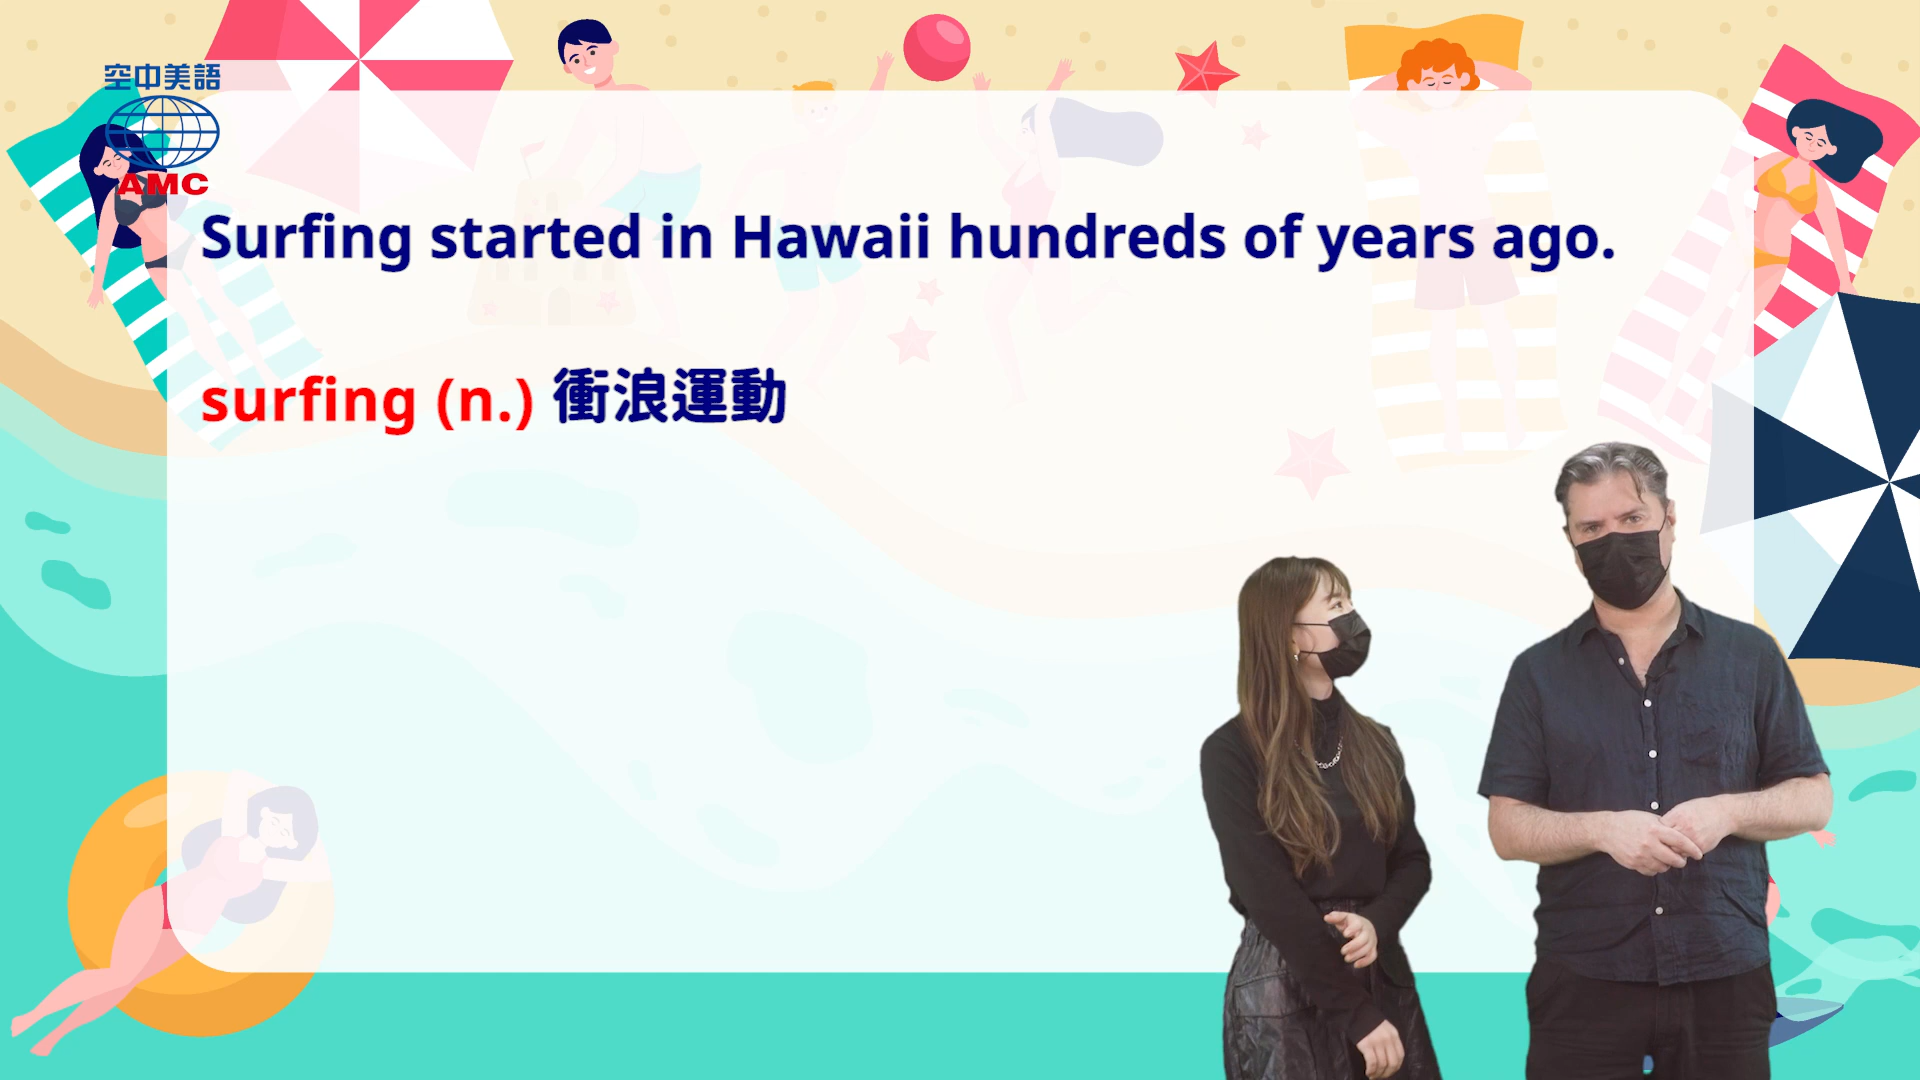 空中美語
AMC
Surfing started in Hawaii hundreds of years ago.
surfing (n.) 衝浪運動